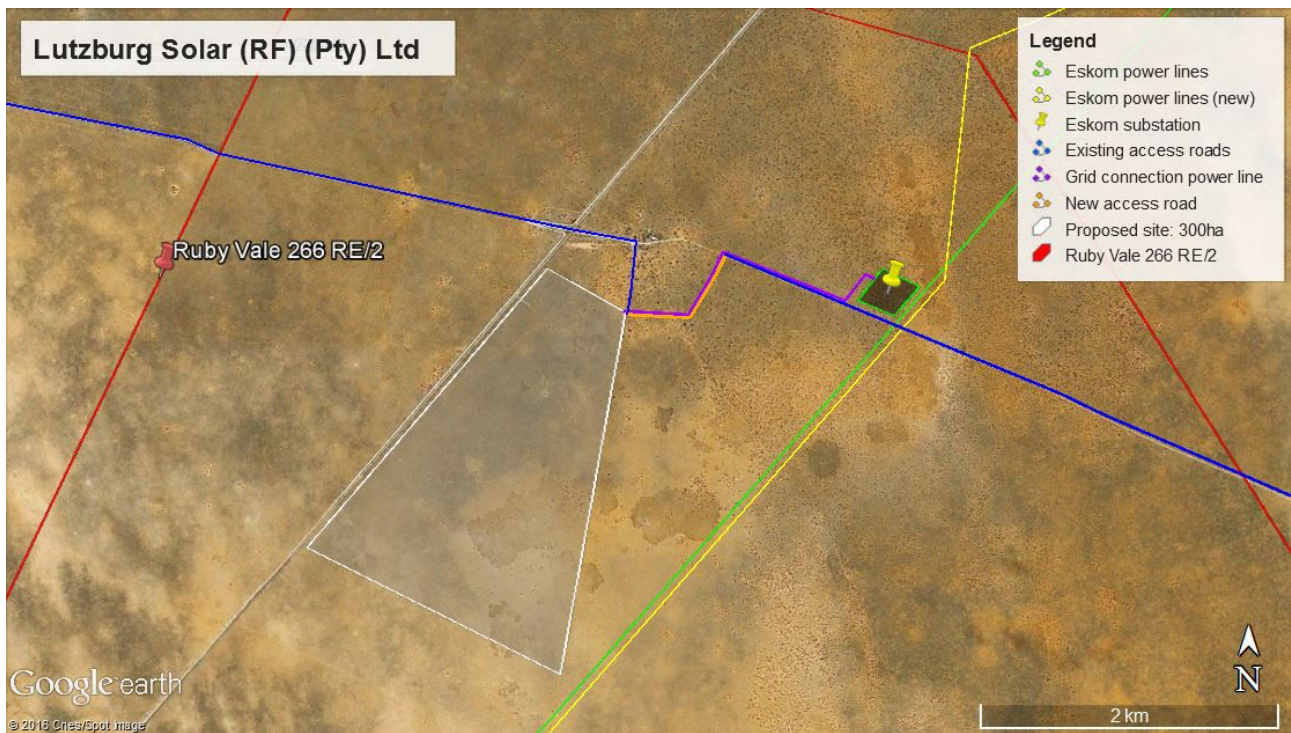 Lutzburg Solar (RF) (Pty) Ltd
Legend
Eskom power lines
Eskom power lines (new)
Eskom substation
Existing access roads
Grid connection power line
New access road
Proposed site: 300ha
Ruby Vale 266 RE/2
Ruby Vale 266 RE/2
Google earth
© 2016 Cnes/Spot Image
N
2 km